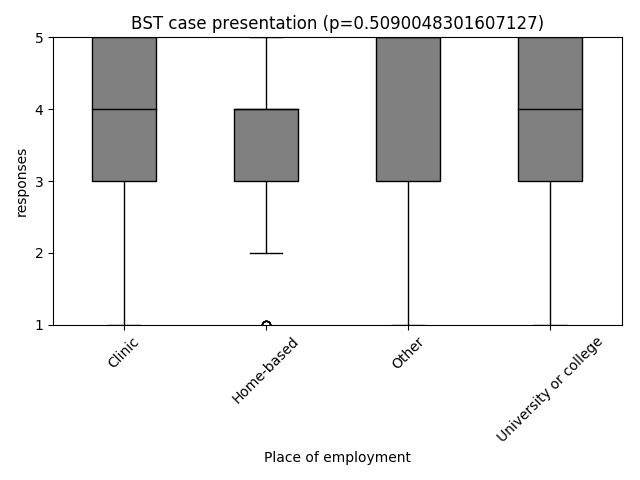 BST case presentation (p=0.5090048301607127)
5
4
3
2
1
responses
Clinic
Home-based
Other
University or college
Place of employment